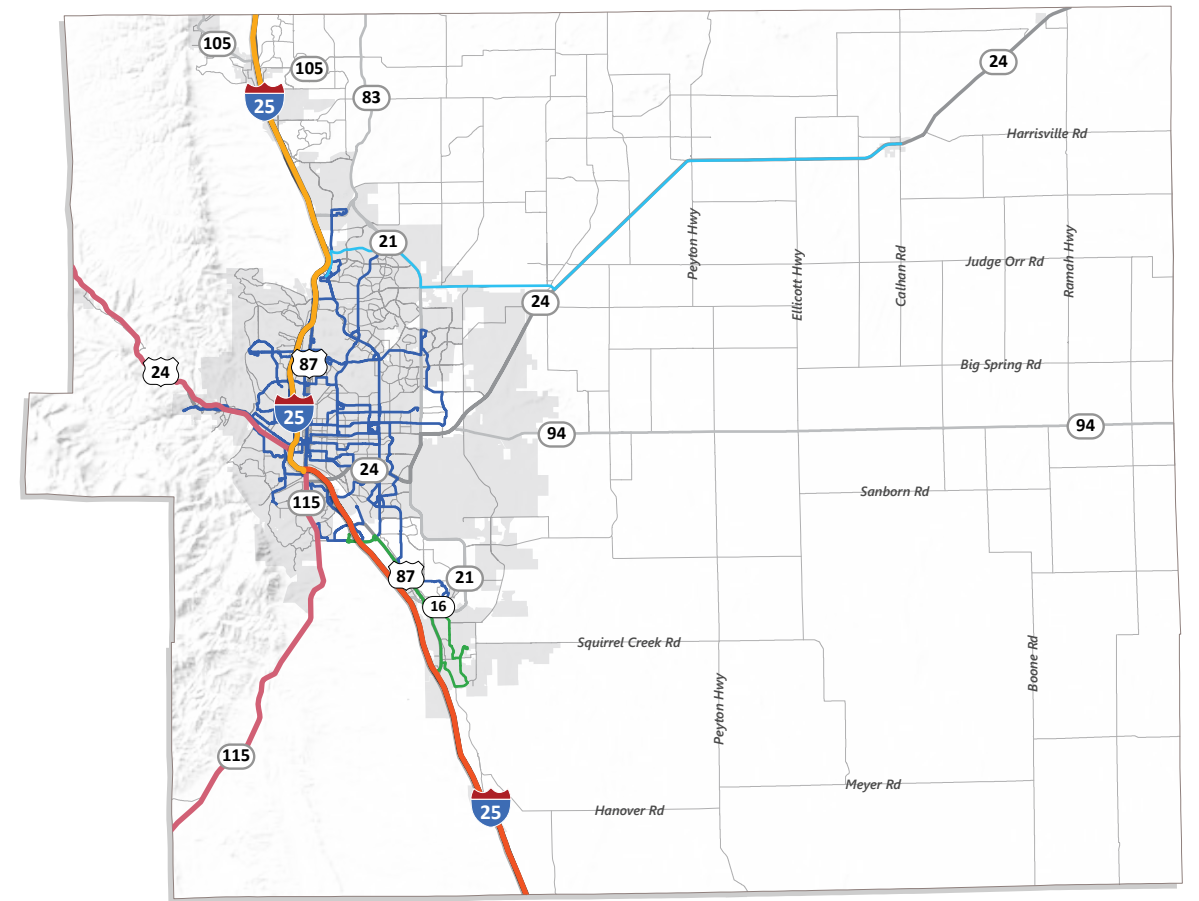 105
105
24
25
83
Harrisville Rd
21
Peyton Hwy
Ellicott Hwy
Calhan Rd
Judge Orr Rd
Ramah Hwy
24
87
24
Big Spring Rd
25
94
94
24
115
Sanborn Rd
87
21
16
Squirrel Creek Rd
Boone Rd
Peyton Hwy
115
Meyer Rd
25
Hanover Rd